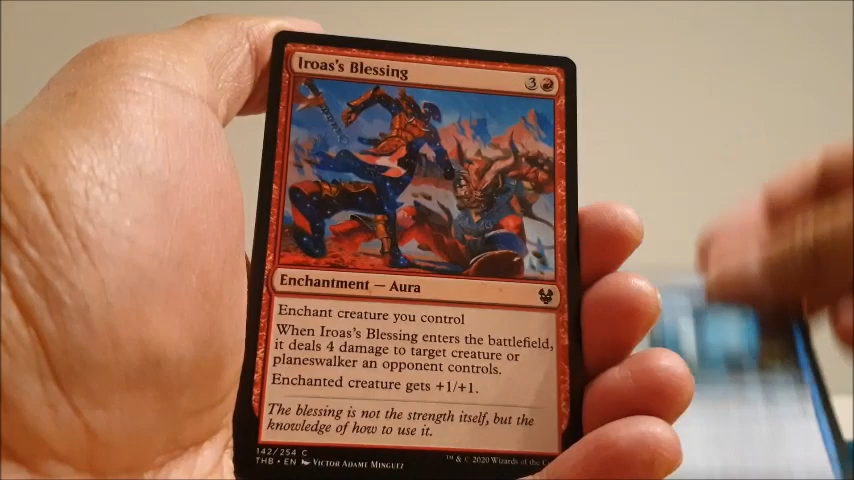 Iroas's Blessing 3
Enchantment — Aura
Enchant creature you control
When Iroas's Blessing enters the battlefield,
it deals 4 damage to target creature or
planeswalker an opponent controls.
Enchanted creature gets +1/+1.
The blessing is not the strength itself, but the
knowledge of how to use it.
142/254 C
THB • EN Victor Adame Minguez ™ & © 2020 Wizards of the